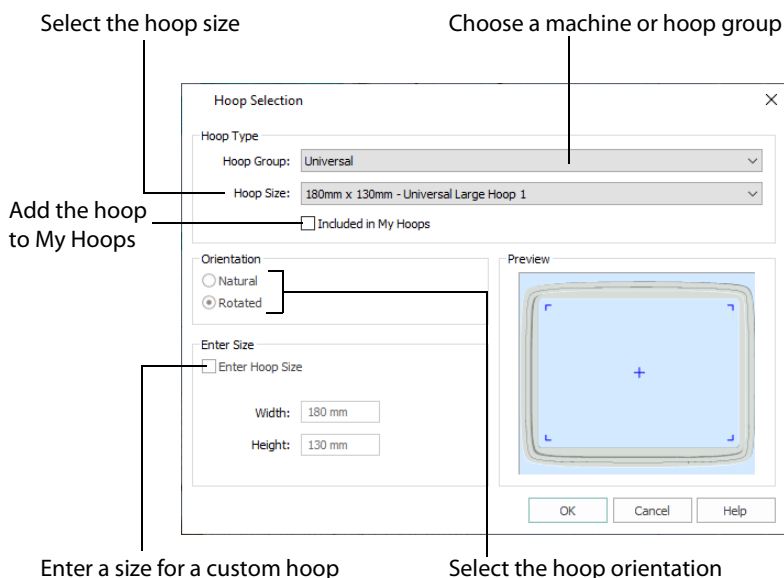 Select the hoop size
Choose a machine or hoop group
Hoop Selection
Hoop Type
Hoop Group: Universal
Hoop Size: 180mm x 130mm - Universal Large Hoop 1
Add the hoop
to My Hoops
Included in My Hoops
Orientation
Natural
Rotated
Preview
Enter Size
Enter Hoop Size
Width: 180 mm
Height: 130 mm
OK Cancel Help
Enter a size for a custom hoop
Select the hoop orientation